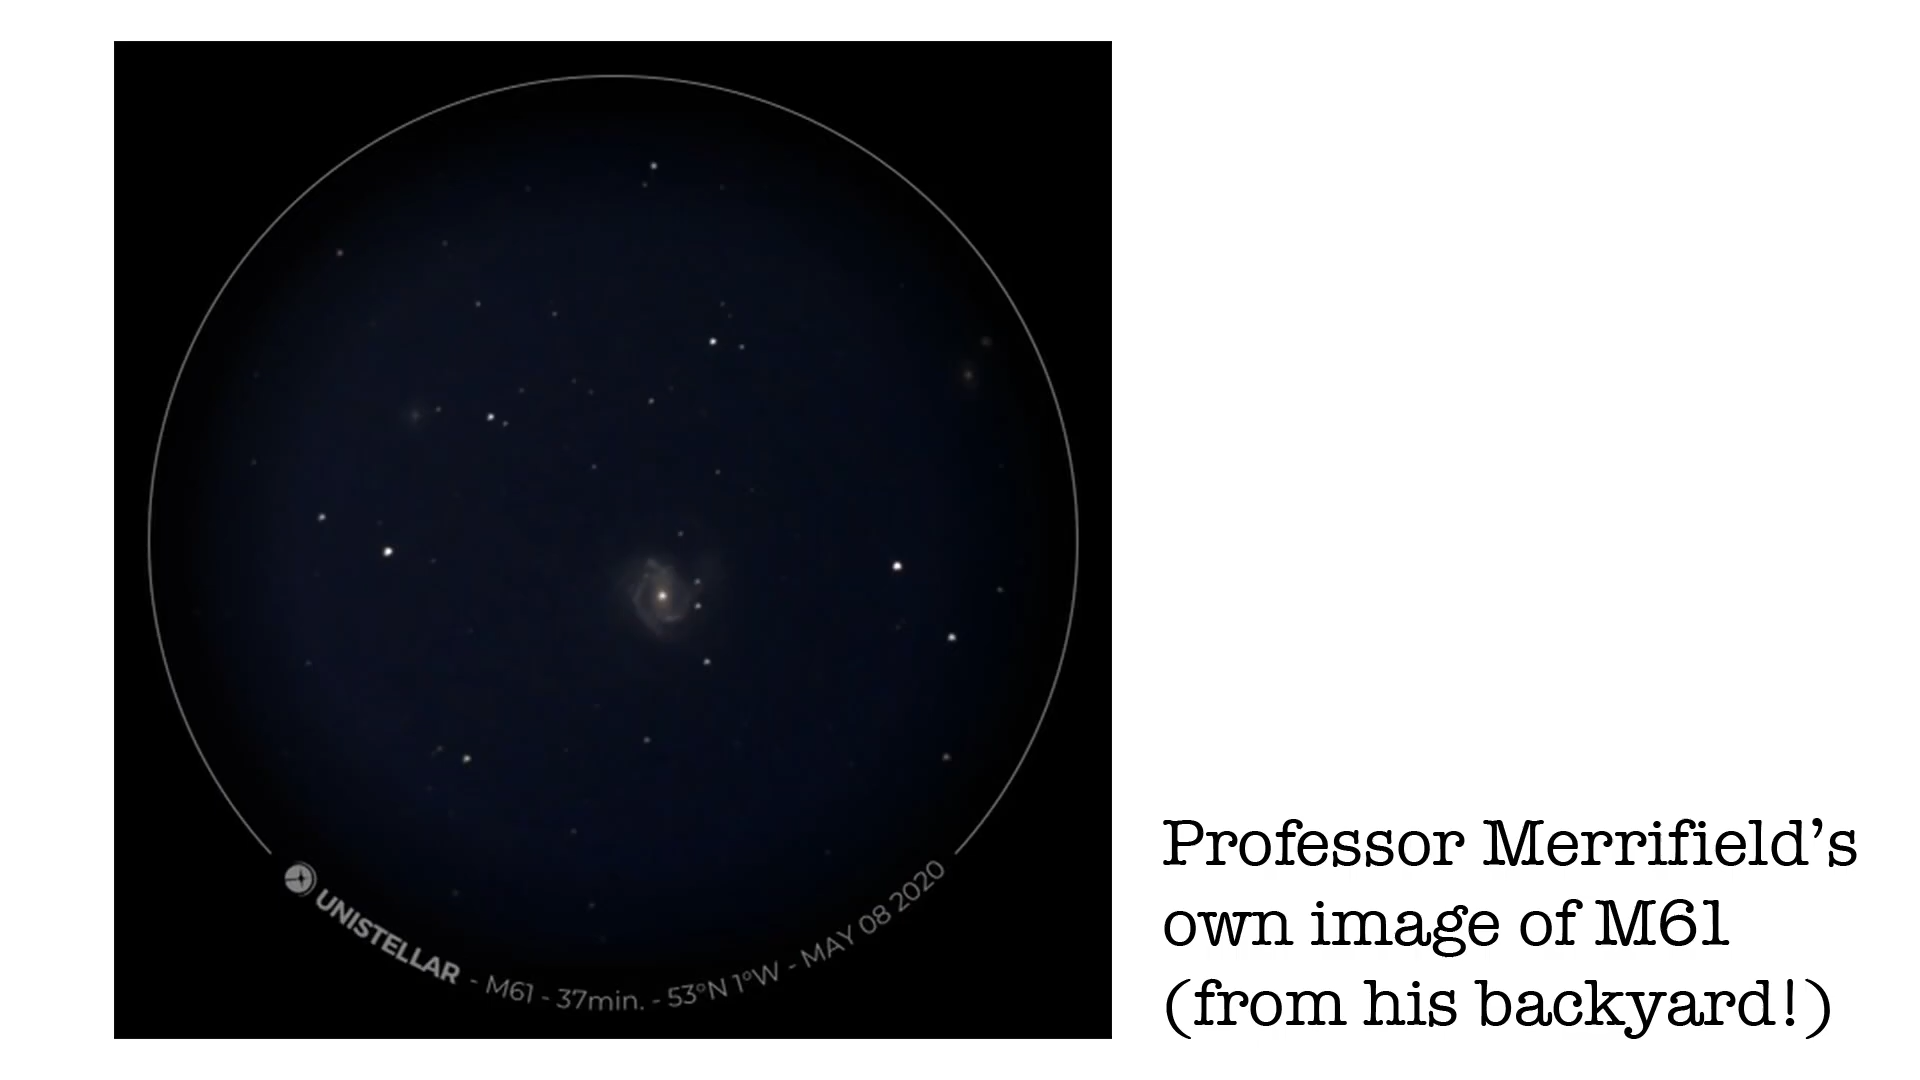 UNISTELLAR - M61 - 37min. - 53°N 1°W - MAY 08 2020
Professor Merrifield’s
own image of M61
(from his backyard!)